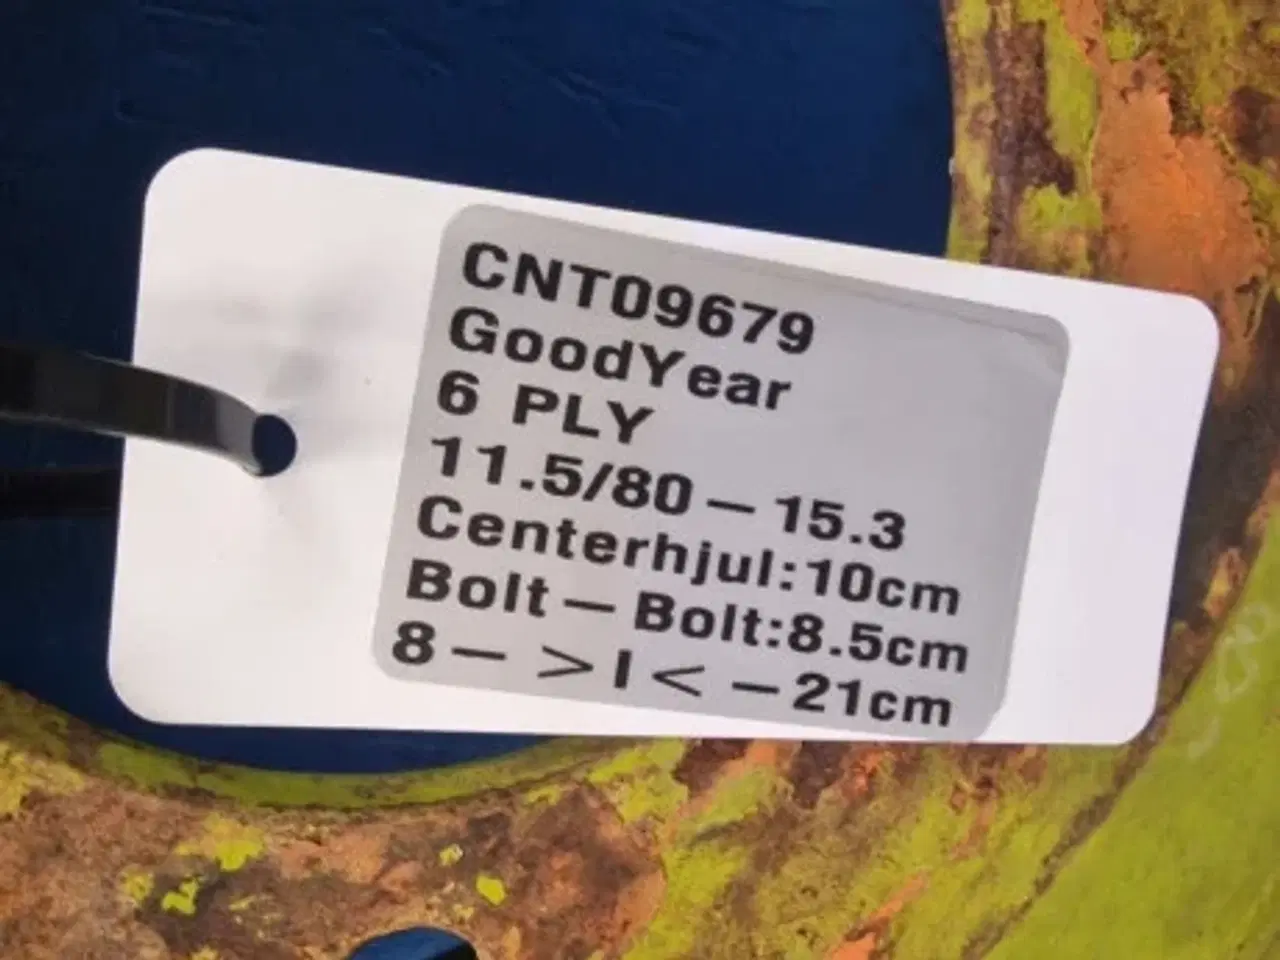 CNT09679
GoodYear
6 PLY
11.5/80–15.3
Centerhjul:10cm
Bolt–Bolt:8.5cm
8– >I< –21cm